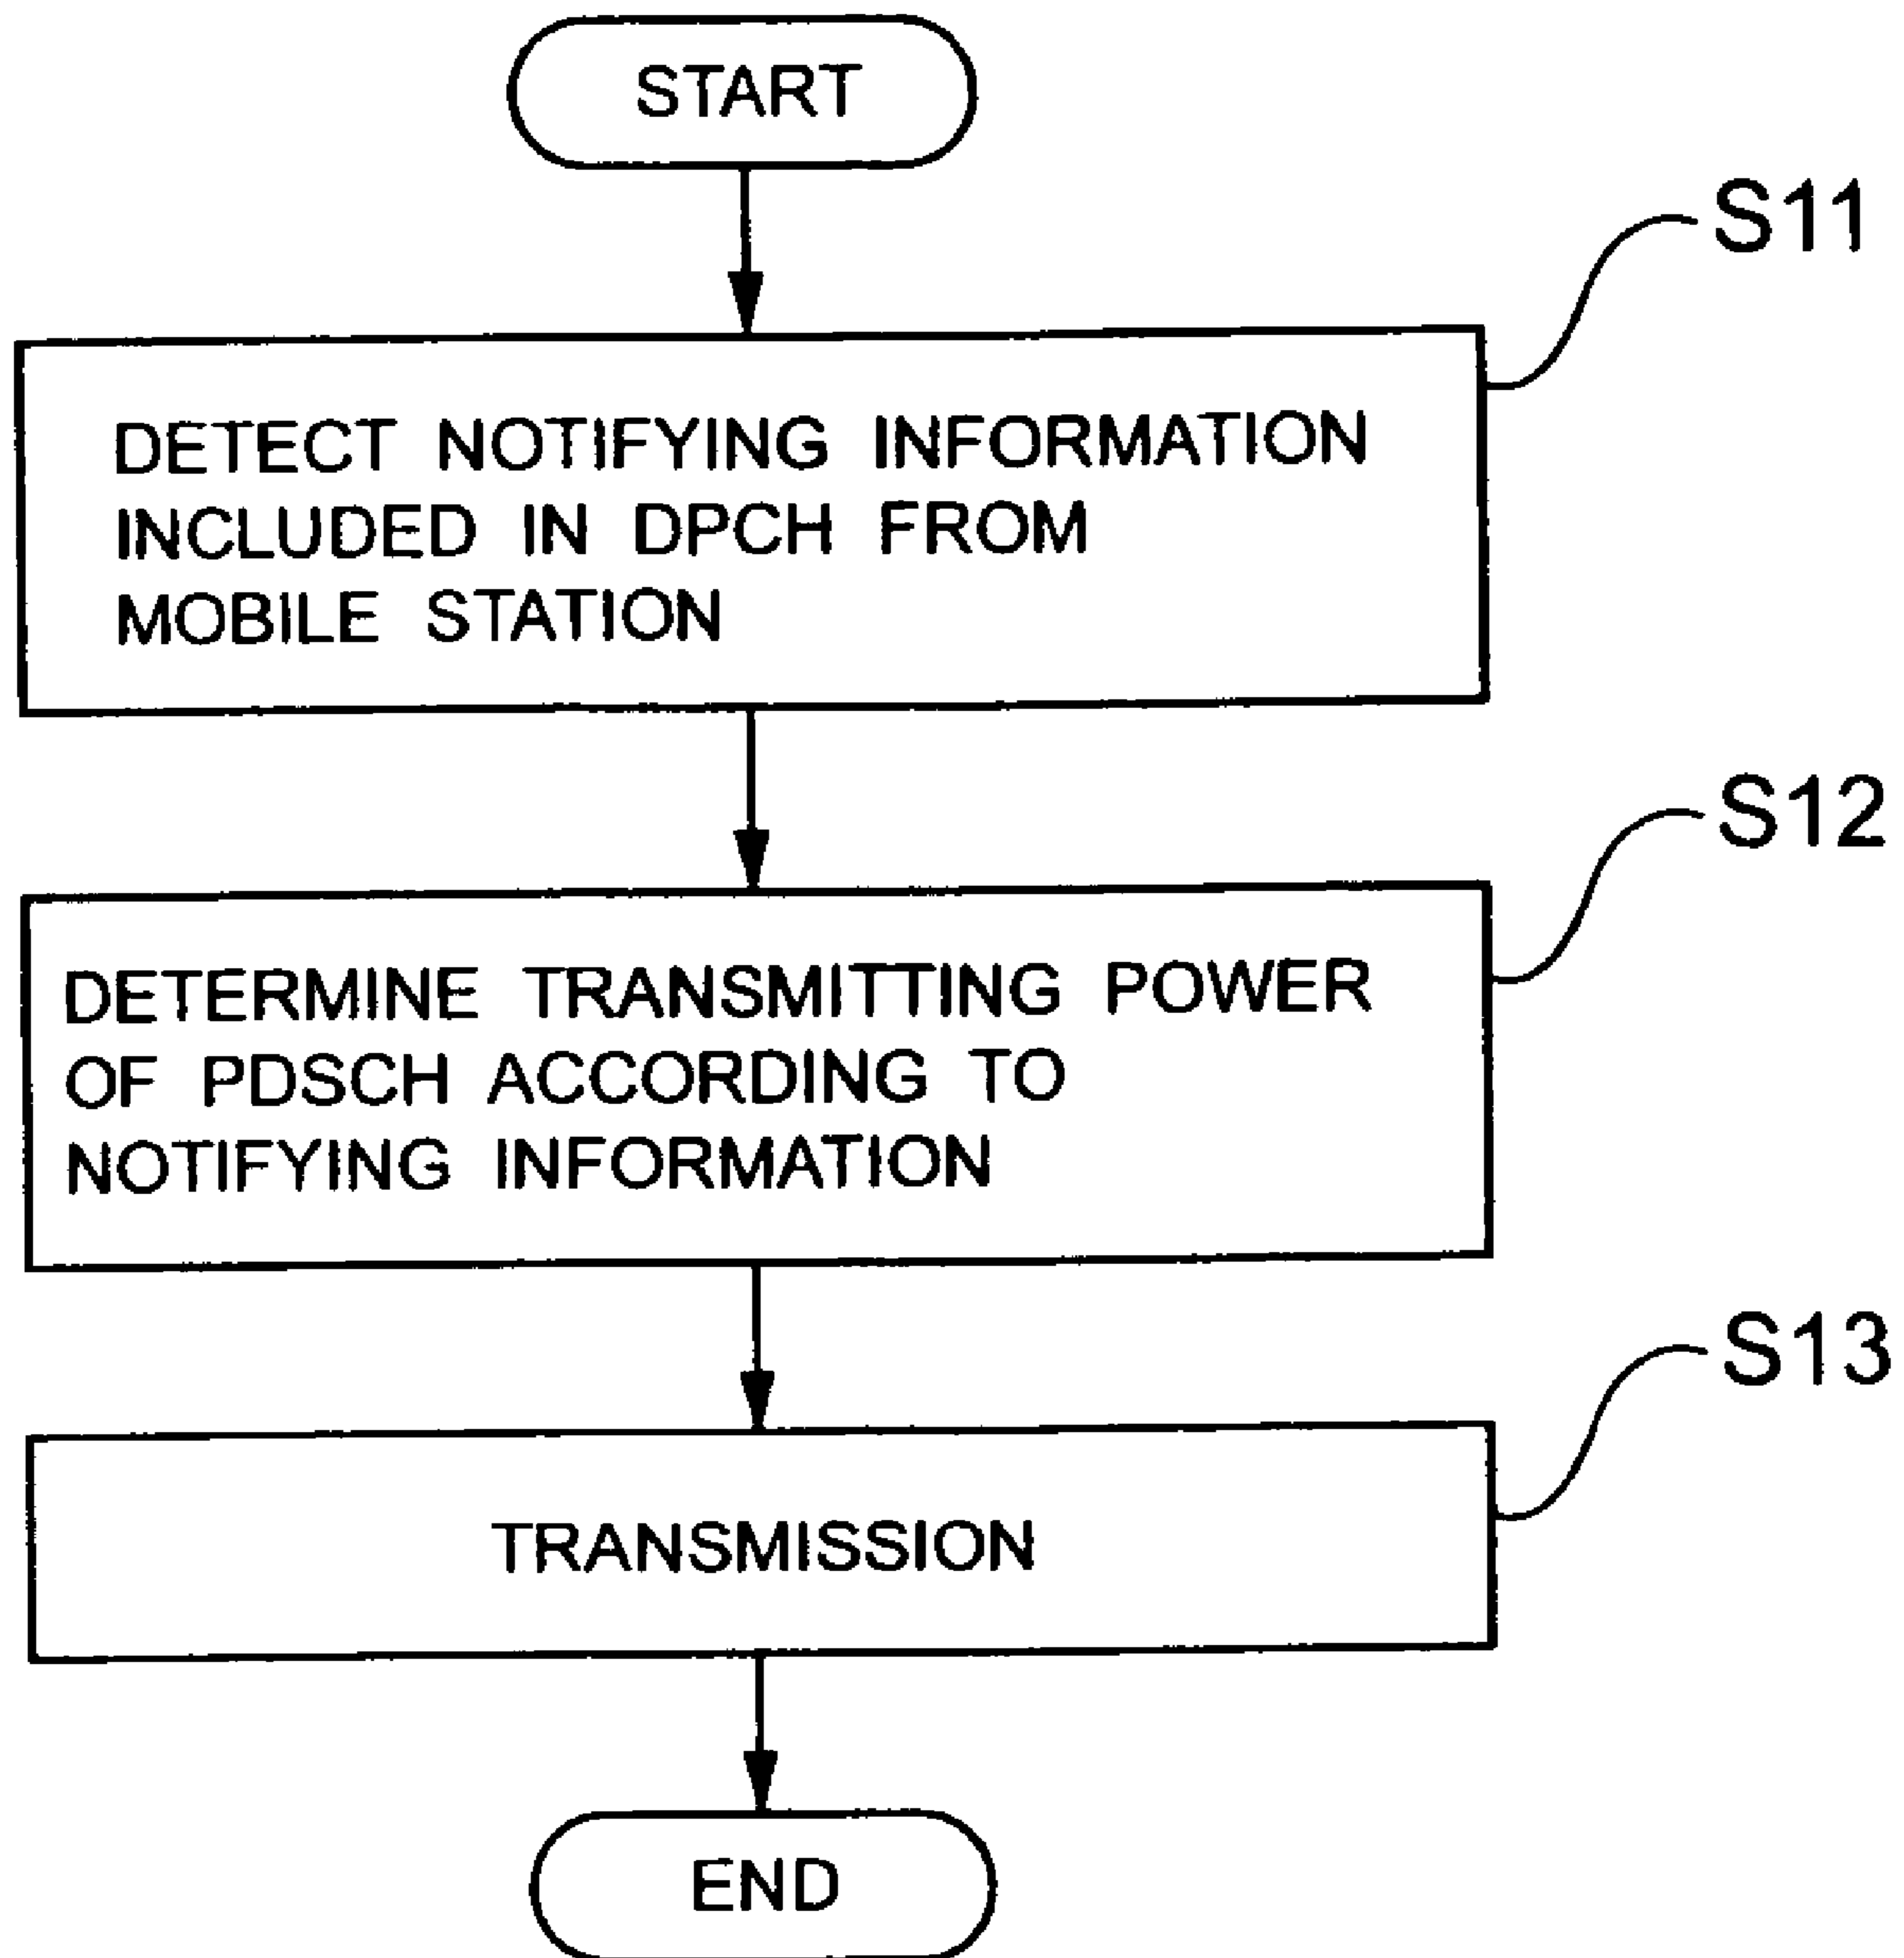 START
S11
DETECT NOTIFYING INFORMATION
INCLUDED IN DPCH FROM
MOBILE STATION
S12
DETERMINE TRANSMITTING POWER
OF PDSCH ACCORDING TO
NOTIFYING INFORMATION
S13
TRANSMISSION
END